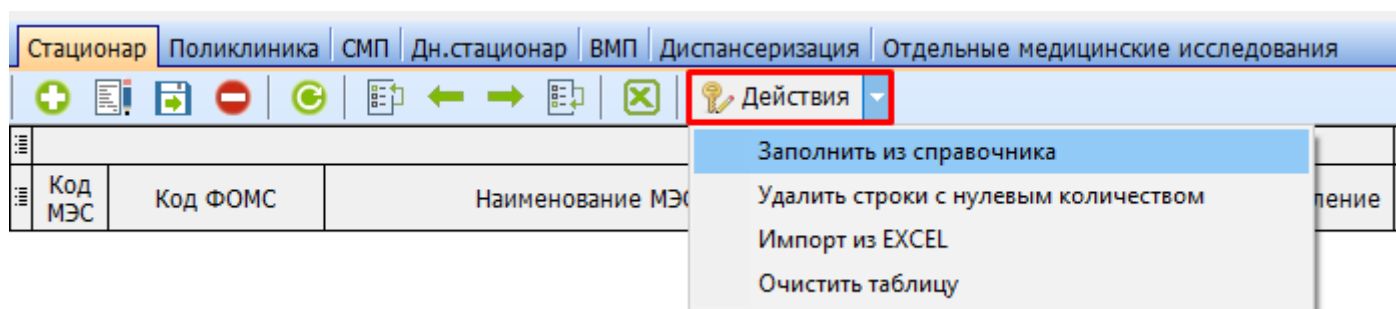 Стационар Поликлиника СМП Дн.стационар ВМП Диспансеризация Отдельные медицинские исследования
Действия
Заполнить из справочника
Код МЭС Код ФОМС Наименование МЭС
Удалить строки с нулевым количеством
Импорт из EXCEL
Очистить таблицу